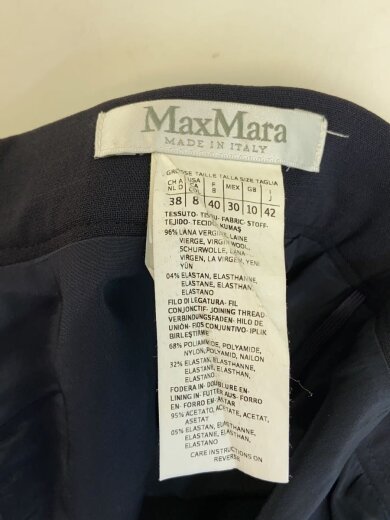 MaxMara
MADE IN ITALY
GROSSE TAILLE TALLA SIZE TAGLIA
CH A NL D USA CA F B MEX GB I J
38 8 40 30 10 42
TESSUTO- TISSU- FABRIC- STOFF-
TEJIDO- TECIDO- KUMAŞ
96% LANA VERGINE, LAINE
VIERGE, VIRGIN WOOL,
SCHURWOLLE, LANA
VIRGEN, LA VIRGEM, YENI
YÜN
04% ELASTAN, ELASTHANNE,
ELASTANE, ELASTHAN,
ELASTANO
FILO DI LEGATURA- FIL
CONJONCTIF- JOINING THREAD-
VERBINDUNGSFADEN- HILO DE
UNIÓN- FIOS CONJUNTIVO- IPLIK
BIRLEŞTIRME
68% POLIAMMIDE, POLYAMIDE,
NYLON, POLYAMID, NAILON
32% ELASTAN, ELASTHANNE,
ELASTANE, ELASTHAN,
ELASTANO
FODERA IN- DOUBLURE EN-
LINING IN- FUTTER AUS- FORRO
EN- FORRO EM- ASTAR
95% ACETATO, ACETATE, ACETAT,
ASETAT
05% ELASTAN, ELASTHANNE,
ELASTANE, ELASTHAN,
ELASTANO
CARE INSTRUCTIONS ON
REVERSE